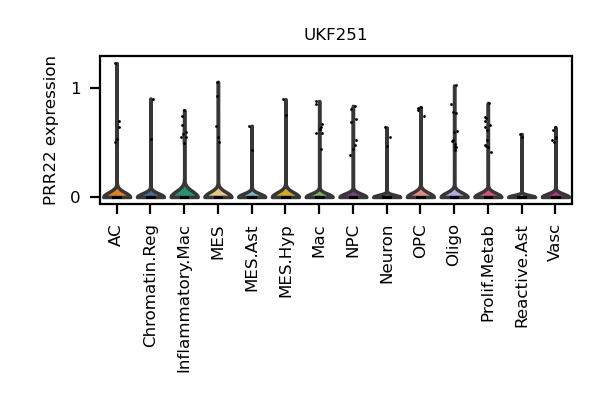 UKF251
PRR22 expression
1
0
AC
Chromatin.Reg
Inflammatory.Mac
MES
MES.Ast
MES.Hyp
Mac
NPC
Neuron
OPC
Oligo
Prolif.Metab
Reactive.Ast
Vasc